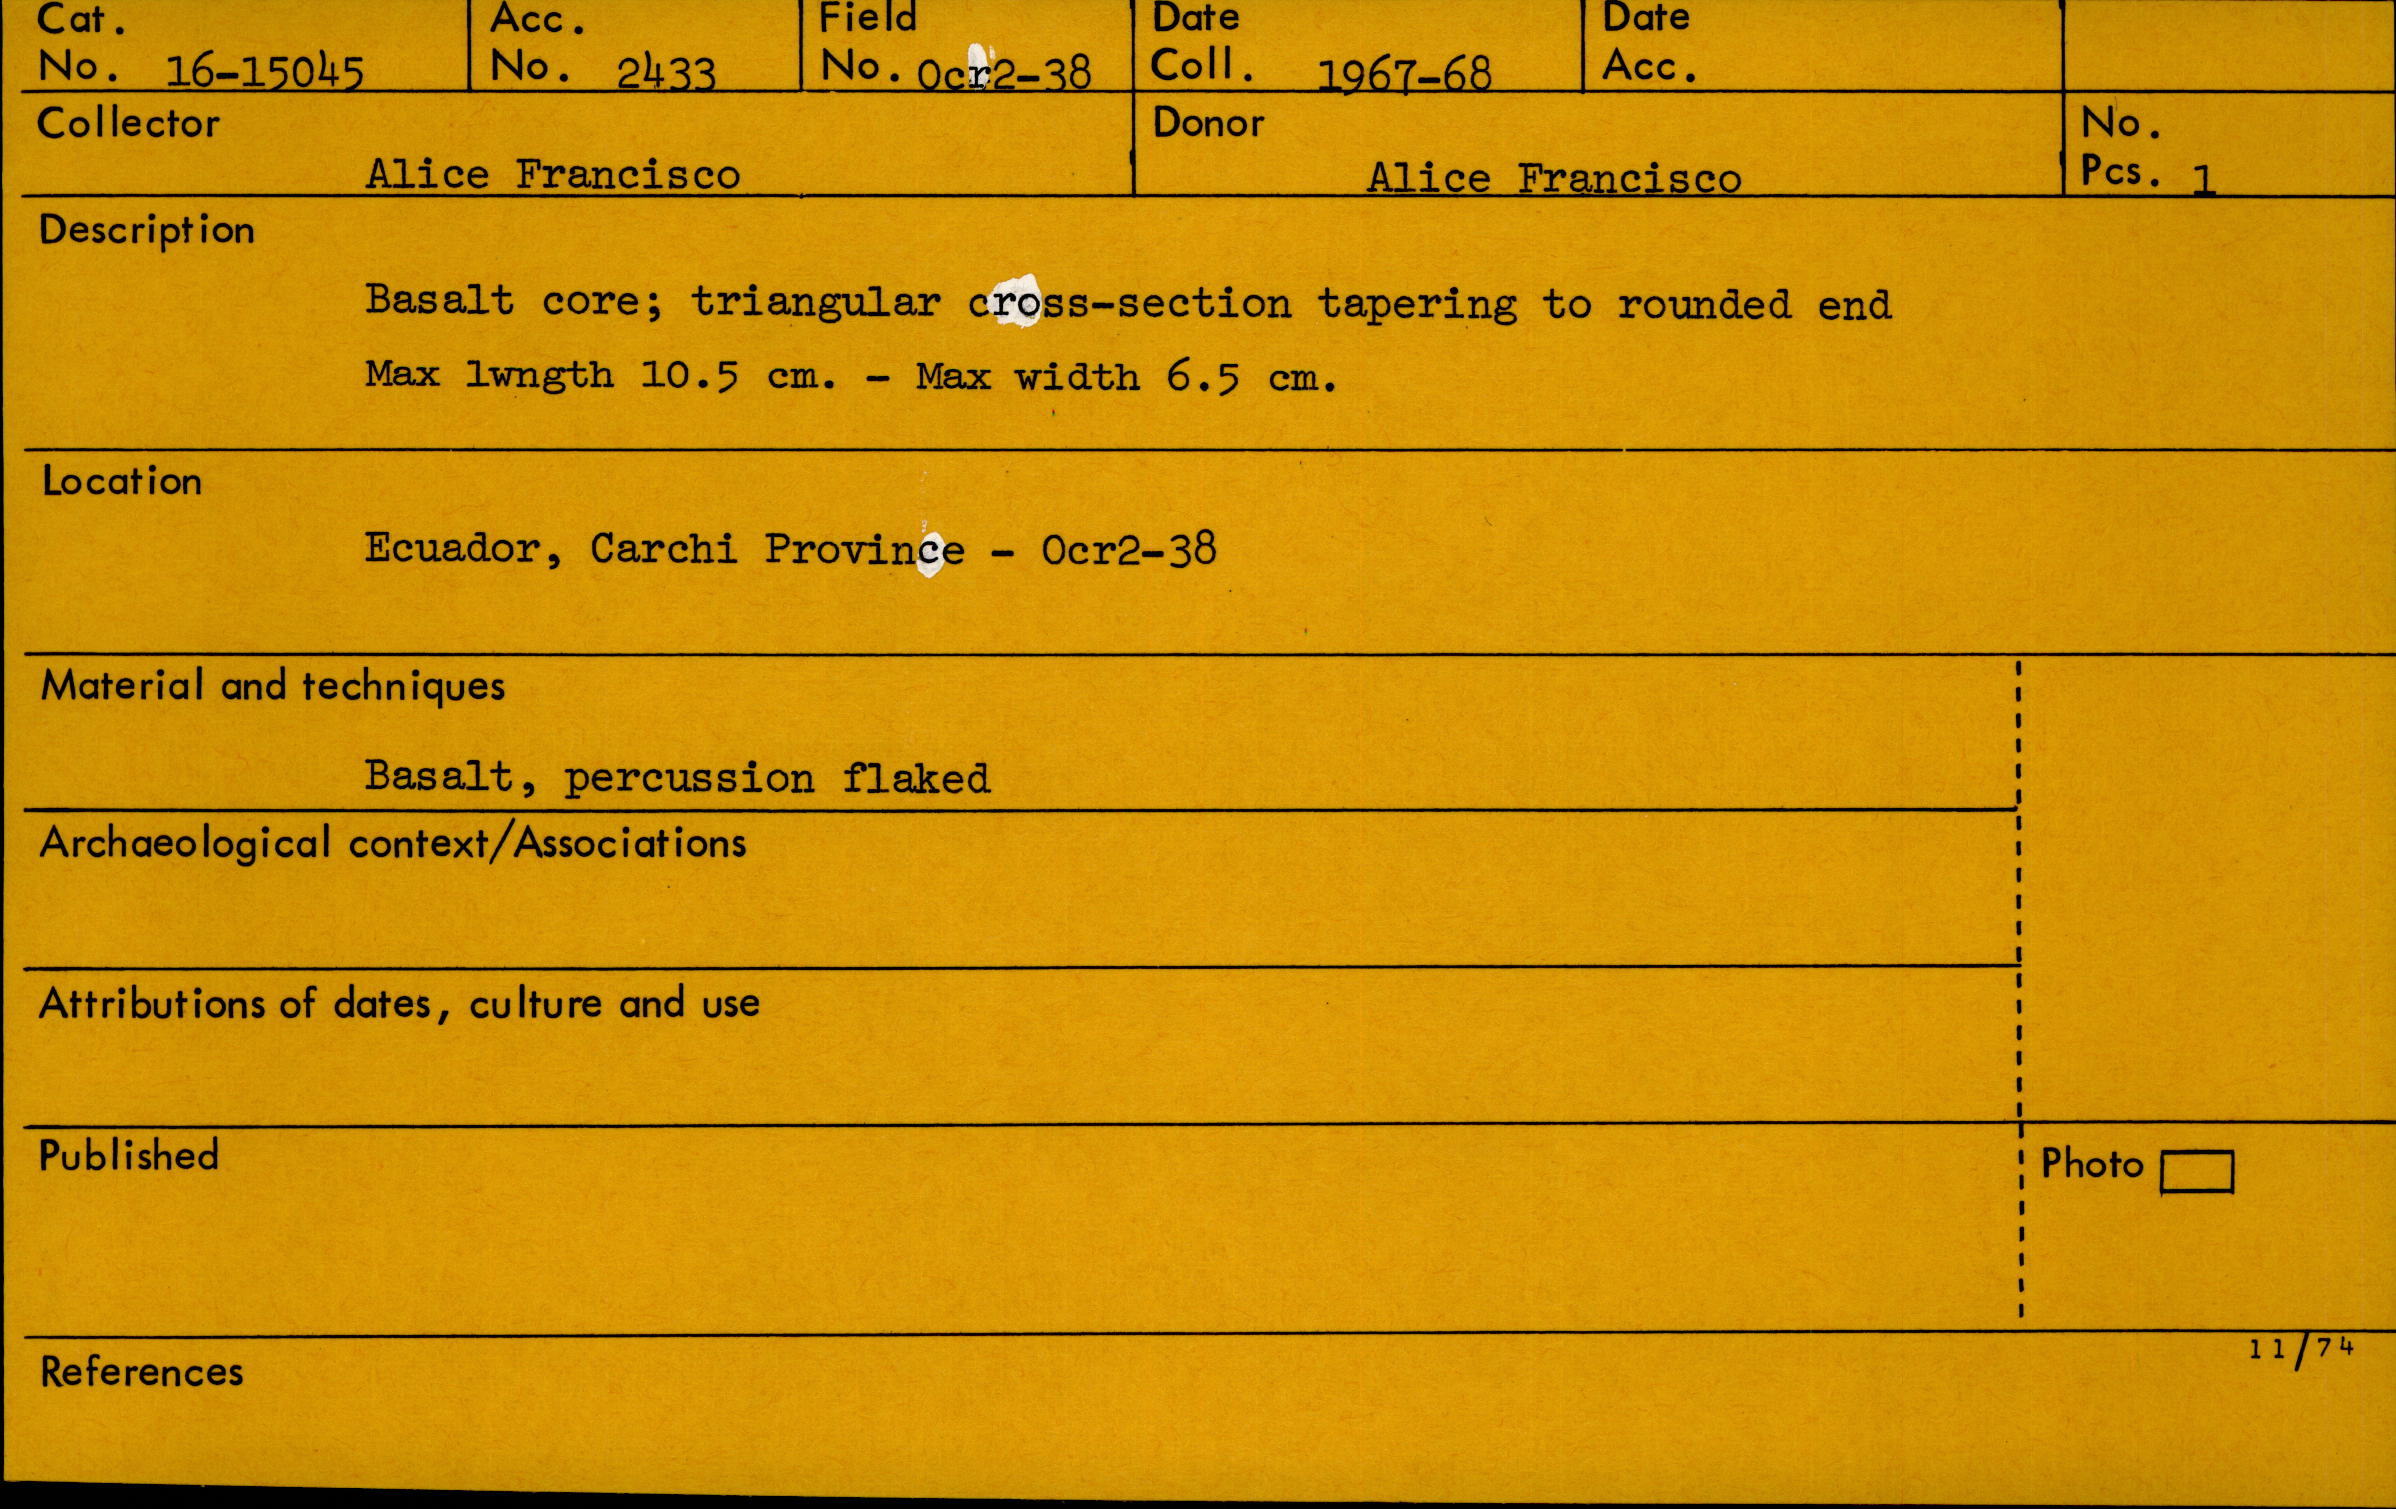 Cat. No. 16-15045 Acc. No. 2433 Field No. Ocr2-38 Date Coll. 1967-68 Date Acc.
Collector Donor No.
Alice Francisco Alice Francisco Pcs. 1
Description
Basalt core; triangular cross-section tapering to rounded end
Max lwngth 10.5 cm. - Max width 6.5 cm.
Location
Ecuador, Carchi Province - Ocr2-38
Material and techniques
Basalt, percussion flaked
Archaeological context/Associations
Attributions of dates, culture and use
Published
Photo
11/74
References